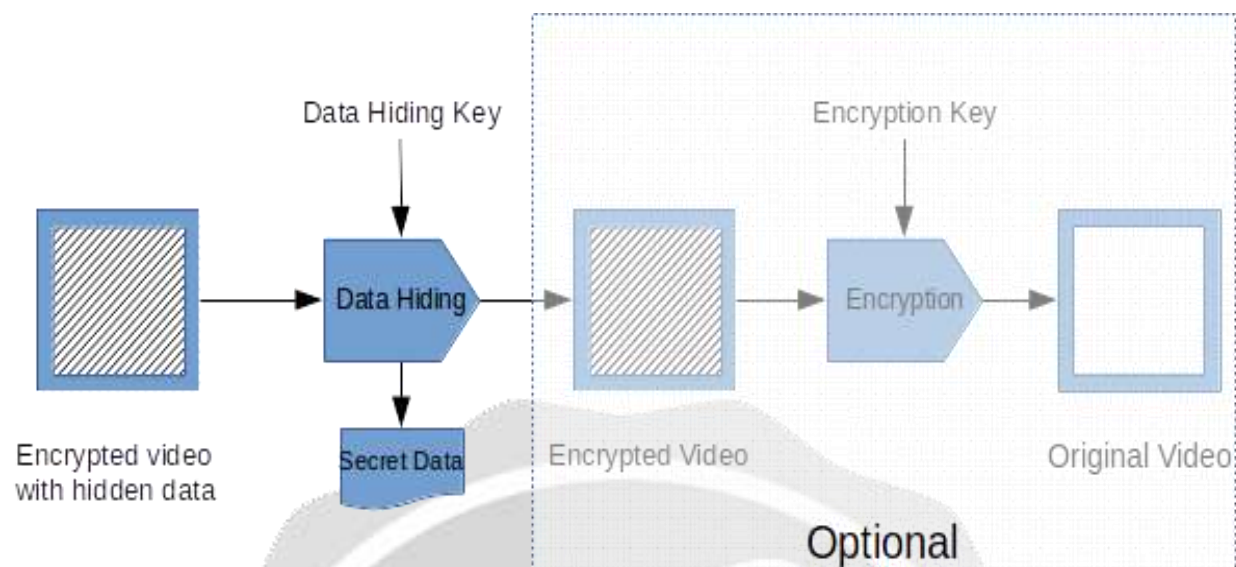 Data Hiding Key
Encryption Key
Data Hiding
Encryption
Secret Data
Encrypted video
with hidden data
Encrypted Video
Original Video
Optional